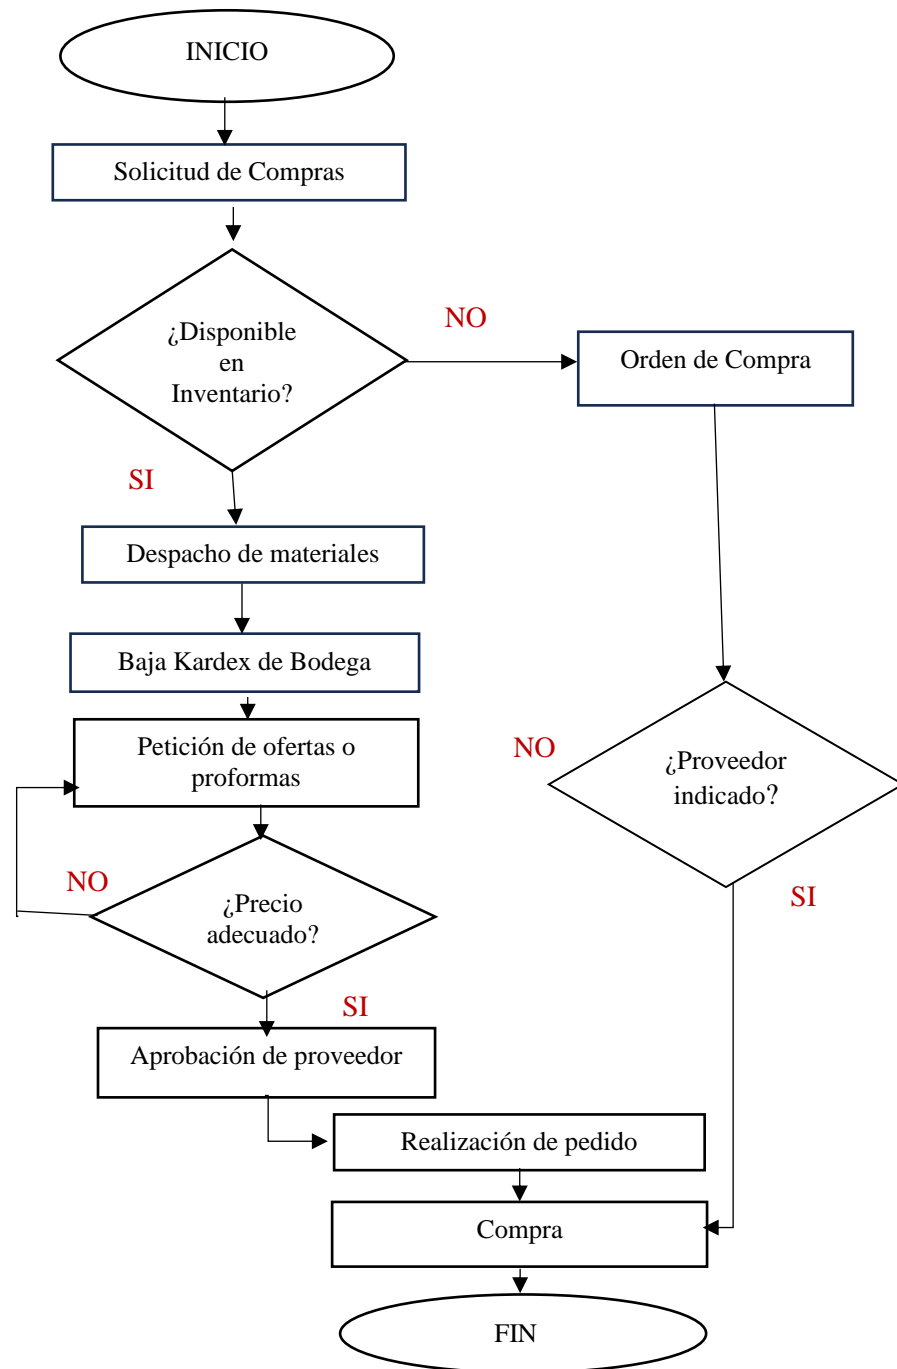 INICIO
Solicitud de Compras
¿Disponible
en
Inventario?
NO
Orden de Compra
SI
Despacho de materiales
Baja Kardex de Bodega
Petición de ofertas o
proformas
NO
¿Proveedor
indicado?
NO
¿Precio
adecuado?
SI
SI
Aprobación de proveedor
Realización de pedido
Compra
FIN